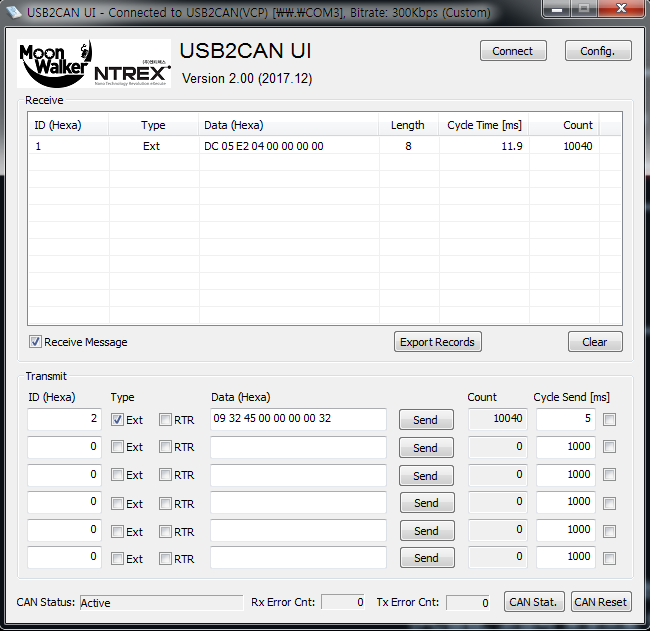 USB2CAN UI - Connected to USB2CAN(VCP) [₩₩.₩COM3], Bitrate: 300Kbps (Custom)
Moon Walker
(주)엔티렉스
NTREX
USB2CAN UI
Connect
Config.
Version 2.00 (2017.12)
Receive
ID (Hexa) Type Data (Hexa) Length Cycle Time [ms] Count
1 Ext DC 05 E2 04 00 00 00 00 8 11.9 10040
Receive Message Export Records Clear
Transmit
ID (Hexa) Type Data (Hexa) Count Cycle Send [ms]
2 Ext RTR 09 32 45 00 00 00 00 32 Send 10040 5
0 Ext RTR Send 0 1000
0 Ext RTR Send 0 1000
0 Ext RTR Send 0 1000
0 Ext RTR Send 0 1000
0 Ext RTR Send 0 1000
CAN Status: Active Rx Error Cnt: 0 Tx Error Cnt: 0 CAN Stat. CAN Reset